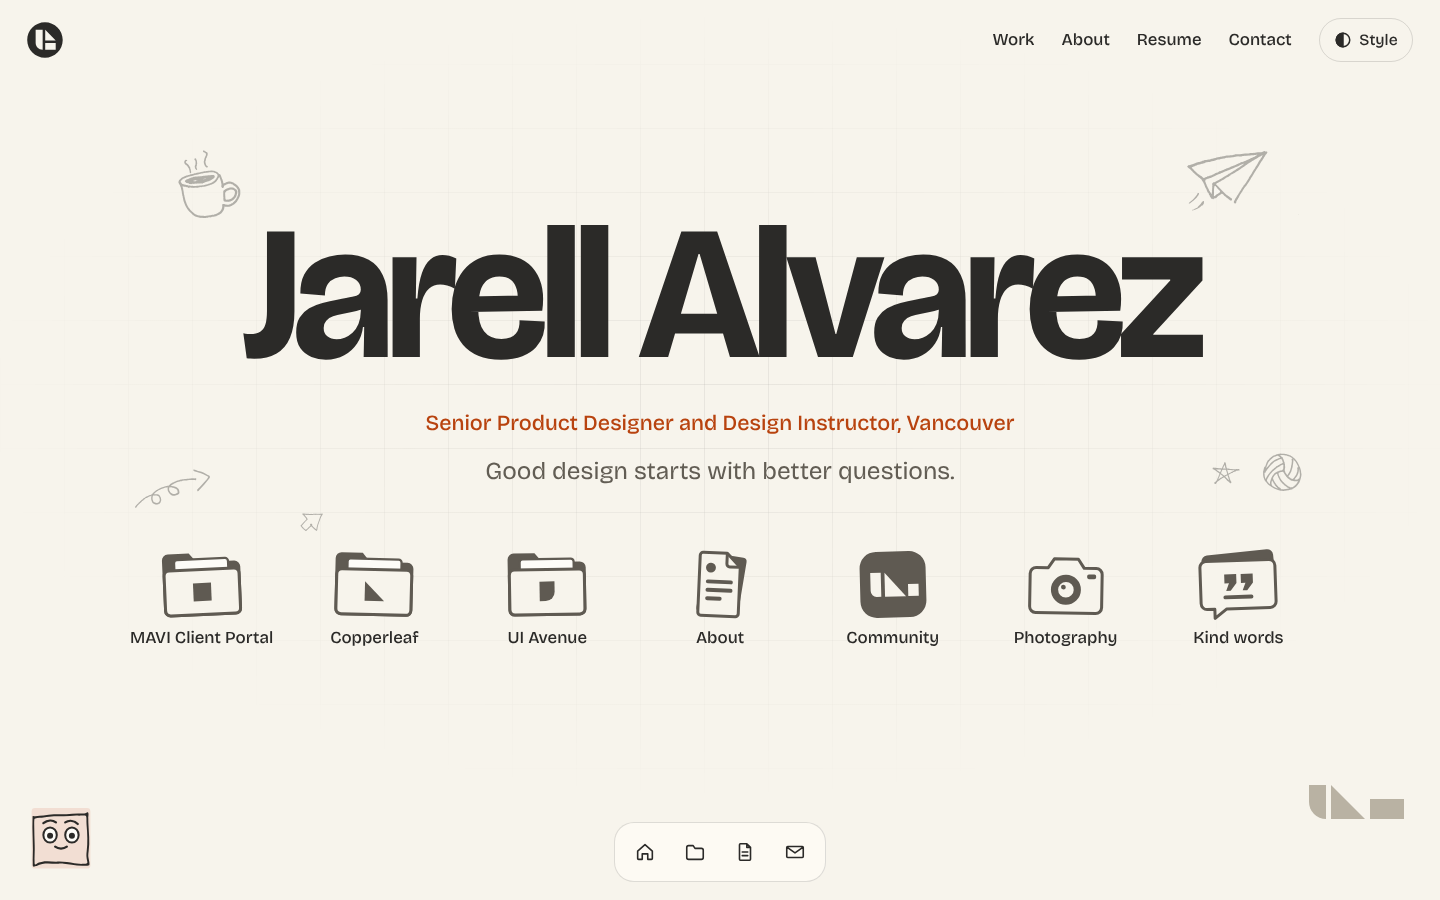 Work About Resume Contact Style
Jarell Alvarez
Senior Product Designer and Design Instructor, Vancouver
Good design starts with better questions.
MAVI Client Portal Copperleaf UI Avenue About Community Photography Kind words